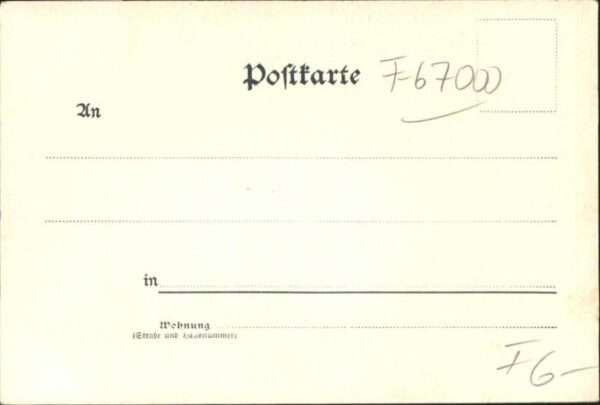 Postkarte F-67000
An
in
Wohnung
(Straße und Hausnummer)
F6-